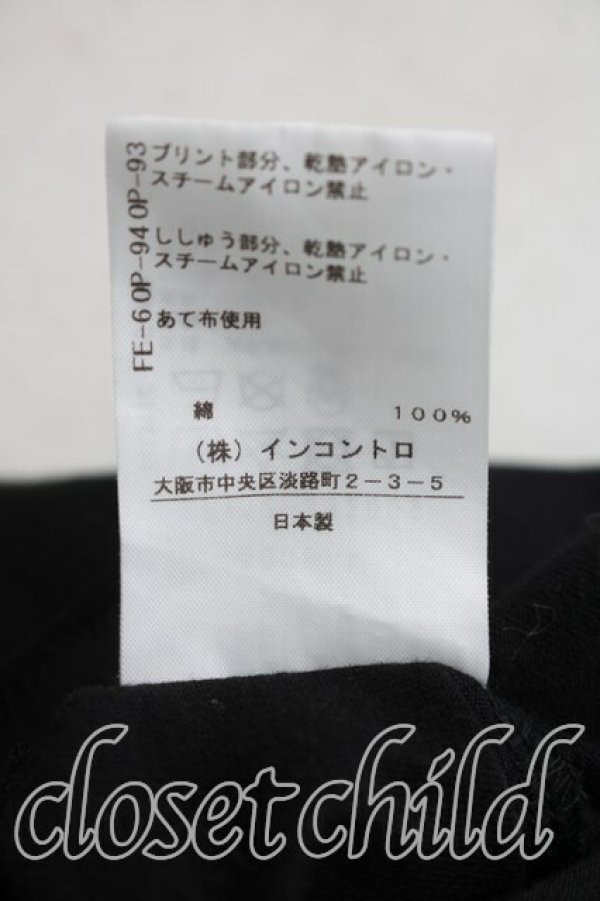 プリント部分、乾熱アイロン・
スチームアイロン禁止
ししゅう部分、乾熱アイロン・
スチームアイロン禁止
あて布使用
FE-6 OP-94 OP-93
綿 100%
(株)インコントロ
大阪市中央区淡路町2-3-5
日本製
closet child